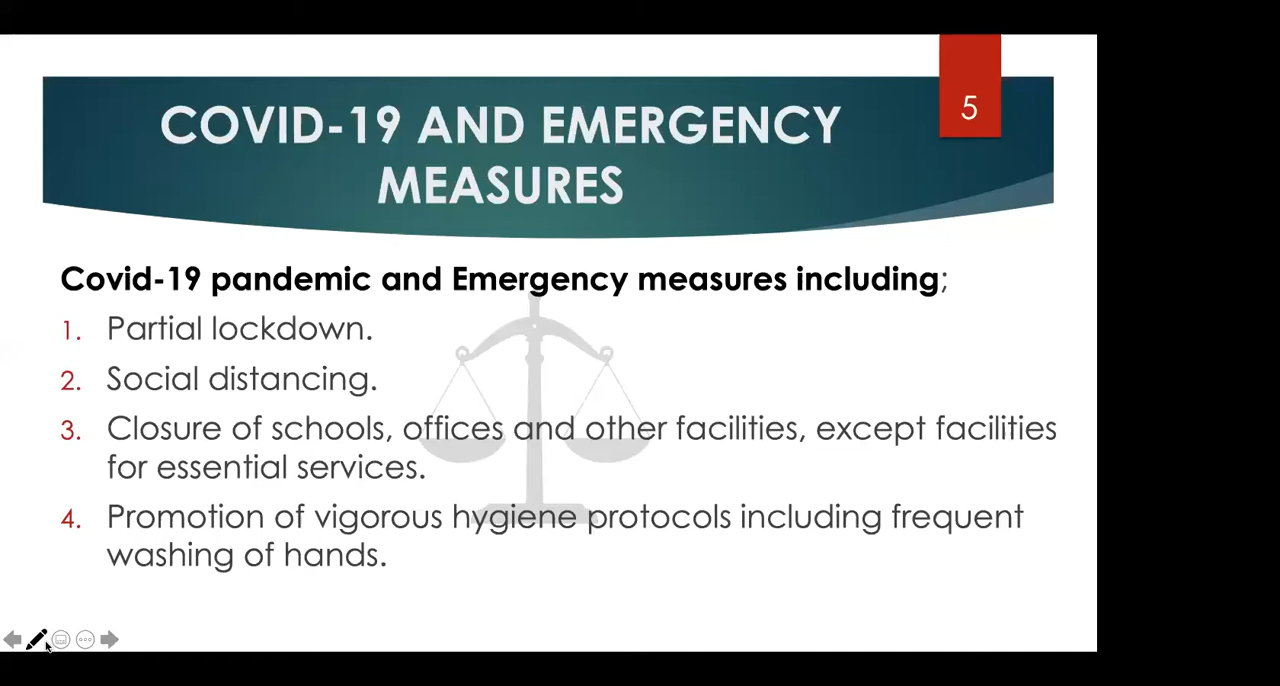 5
COVID-19 AND EMERGENCY
MEASURES
Covid-19 pandemic and Emergency measures including;
1. Partial lockdown.
2. Social distancing.
3. Closure of schools, offices and other facilities, except facilities
for essential services.
4. Promotion of vigorous hygiene protocols including frequent
washing of hands.